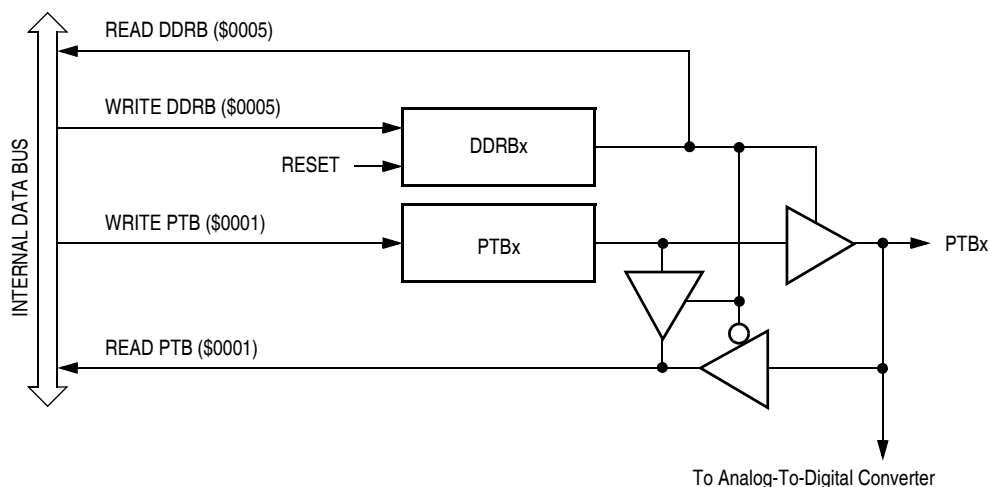 READ DDRB ($0005)
WRITE DDRB ($0005)
DDRBx
RESET
INTERNAL DATA BUS
WRITE PTB ($0001)
PTBx
PTBx
READ PTB ($0001)
To Analog-To-Digital Converter